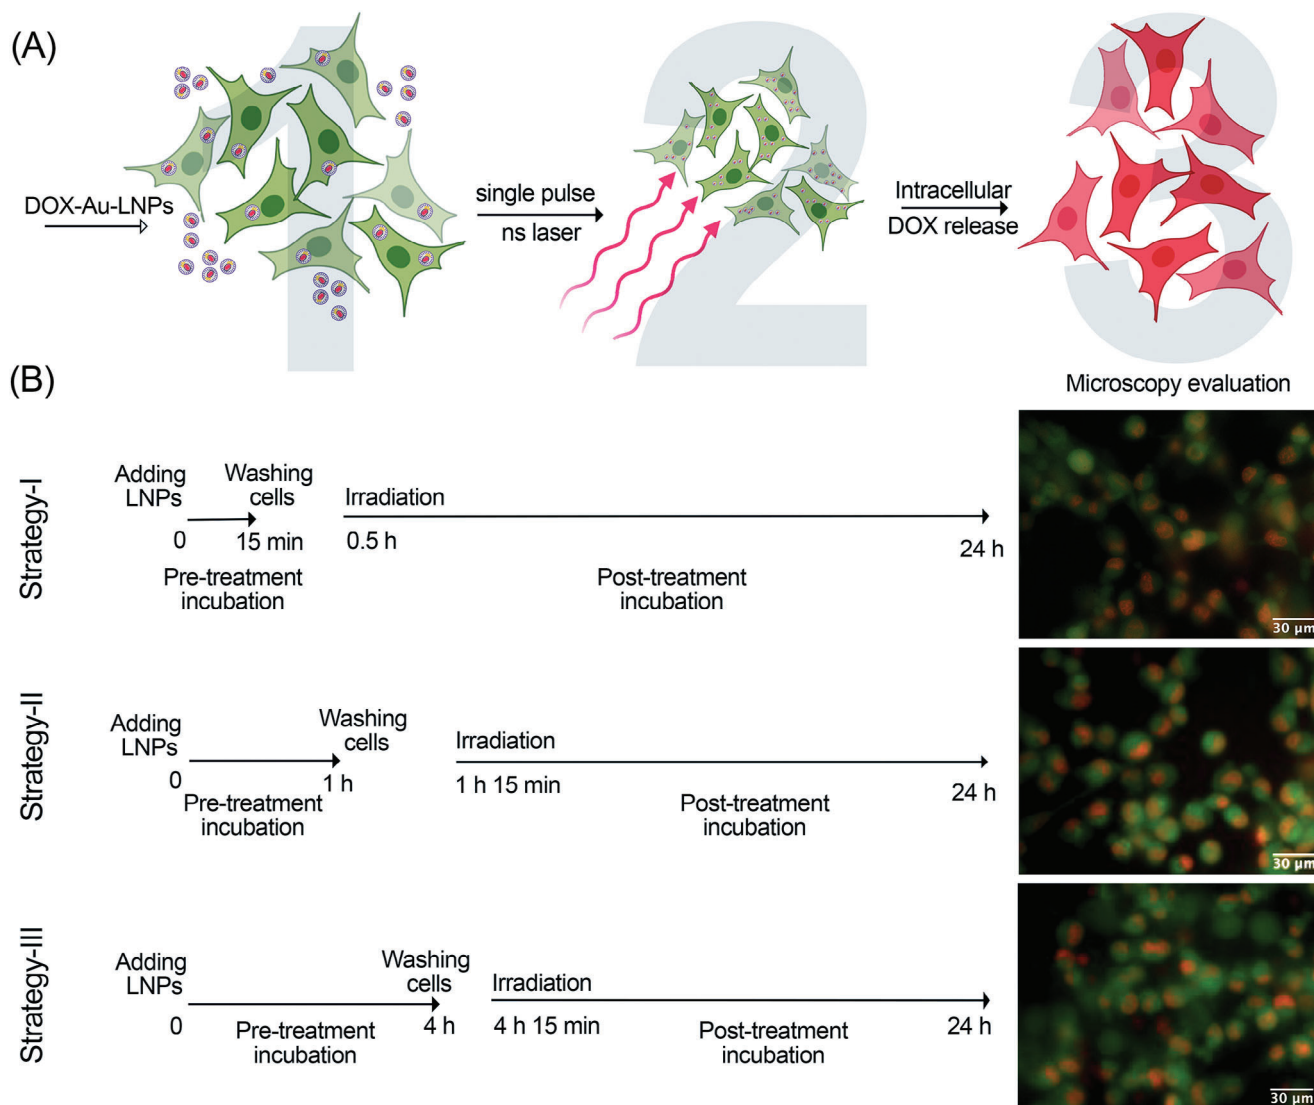 (A)
1
2
3
DOX-Au-LNPs
single pulse
ns laser
Intracellular
DOX release
(B)
Microscopy evaluation
Strategy-I
Adding
LNPs
Washing
cells
Irradiation
0
15 min
0.5 h
24 h
Pre-treatment
incubation
Post-treatment
incubation
30 µm
Strategy-II
Adding
LNPs
Washing
cells
Irradiation
0
1 h
1 h 15 min
24 h
Pre-treatment
incubation
Post-treatment
incubation
30 µm
Strategy-III
Adding
LNPs
Washing
cells
Irradiation
0
4 h
4 h 15 min
24 h
Pre-treatment
incubation
Post-treatment
incubation
30 µm